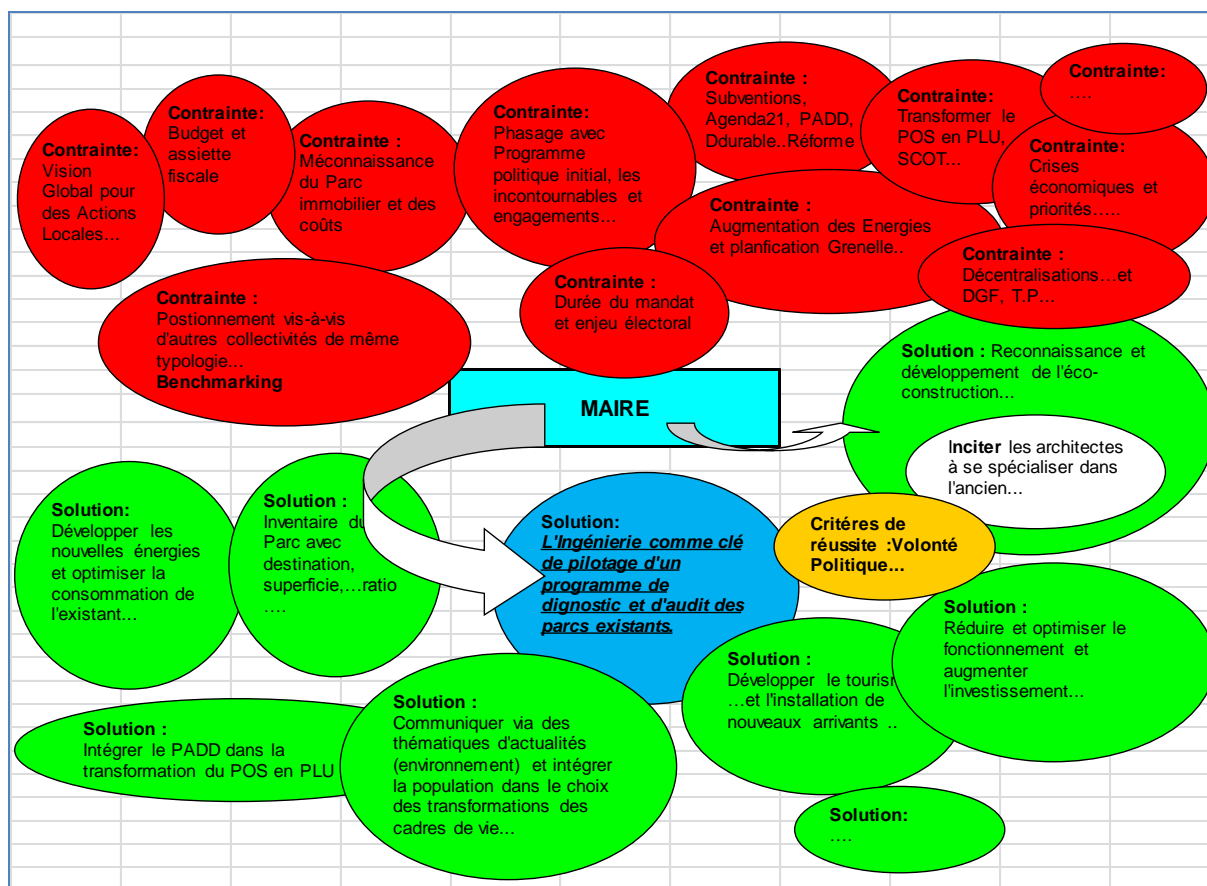 Contrainte:
Vision
Global pour
des Actions
Locales...
Contrainte:
Budget et
assiette
fiscale
Contrainte :
Méconnaissance
du Parc
immobilier et des
coûts
Contrainte:
Phasage avec
Programme
politique initial, les
incontournables et
engagements...
Contrainte :
Subventions,
Agenda21, PADD,
Ddurable..Réforme
Contrainte:
Transformer le
POS en PLU,
SCOT...
Contrainte:
....
Contrainte:
Crises
économiques et
priorités.....
Contrainte :
Augmentation des Energies
et planfication Grenelle..
Contrainte :
Décentralisations...et
DGF, T.P...
Contrainte :
Durée du mandat
et enjeu électoral
Contrainte :
Postionnement vis-à-vis
d'autres collectivités de même
typologie...
Benchmarking
MAIRE
Solution : Reconnaissance et
développement de l'éco-
construction...
Inciter les architectes
à se spécialiser dans
l'ancien...
Solution:
Développer les
nouvelles énergies
et optimiser la
consommation de
l'existant...
Solution :
Inventaire du
Parc avec
destination,
superficie,...ratio
....
Solution:
L'Ingénierie comme clé
de pilotage d'un
programme de
dignostic et d'audit des
parcs existants.
Critéres de
réussite :Volonté
Politique...
Solution :
Réduire et optimiser le
fonctionnement et
augmenter
l'investissement...
Solution :
Développer le tourism
...et l'installation de
nouveaux arrivants ..
Solution :
Intégrer le PADD dans la
transformation du POS en PLU
Solution :
Communiquer via des
thématiques d'actualités
(environnement) et intégrer
la population dans le choix
des transformations des
cadres de vie...
Solution:
....